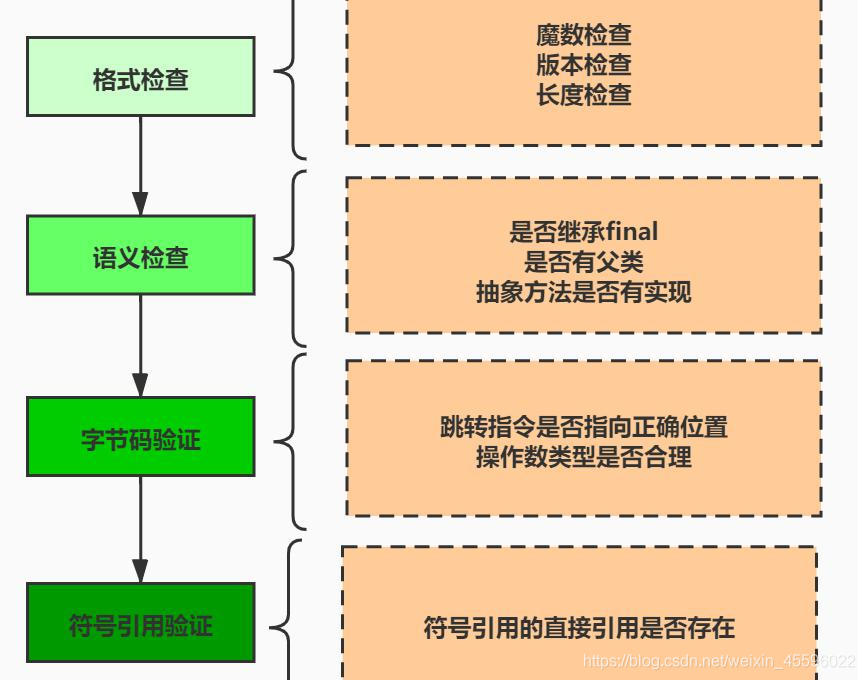 格式检查
魔数检查
版本检查
长度检查
语义检查
是否继承final
是否有父类
抽象方法是否有实现
字节码验证
跳转指令是否指向正确位置
操作数类型是否合理
符号引用验证
符号引用的直接引用是否存在
https://blog.csdn.net/weixin_45596022